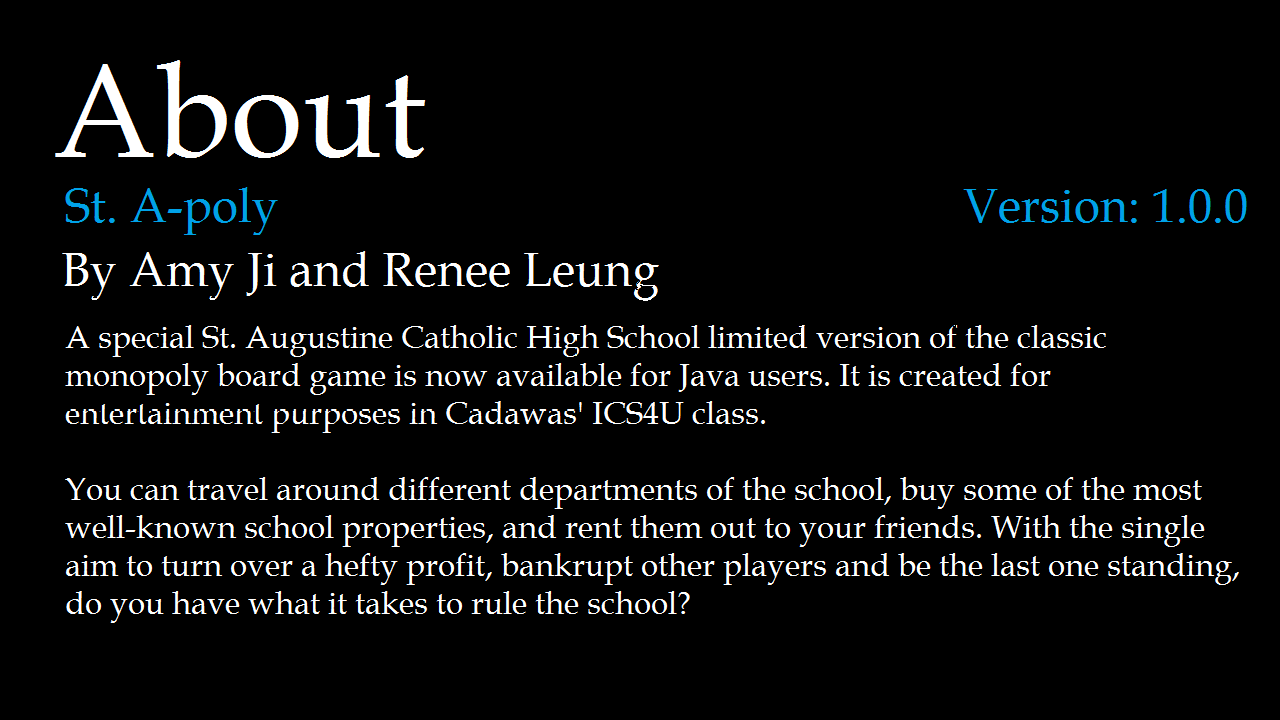 About
St. A-poly Version: 1.0.0
By Amy Ji and Renee Leung
A special St. Augustine Catholic High School limited version of the classic
monopoly board game is now available for Java users. It is created for
entertainment purposes in Cadawas' ICS4U class.
You can travel around different departments of the school, buy some of the most
well-known school properties, and rent them out to your friends. With the single
aim to turn over a hefty profit, bankrupt other players and be the last one standing,
do you have what it takes to rule the school?